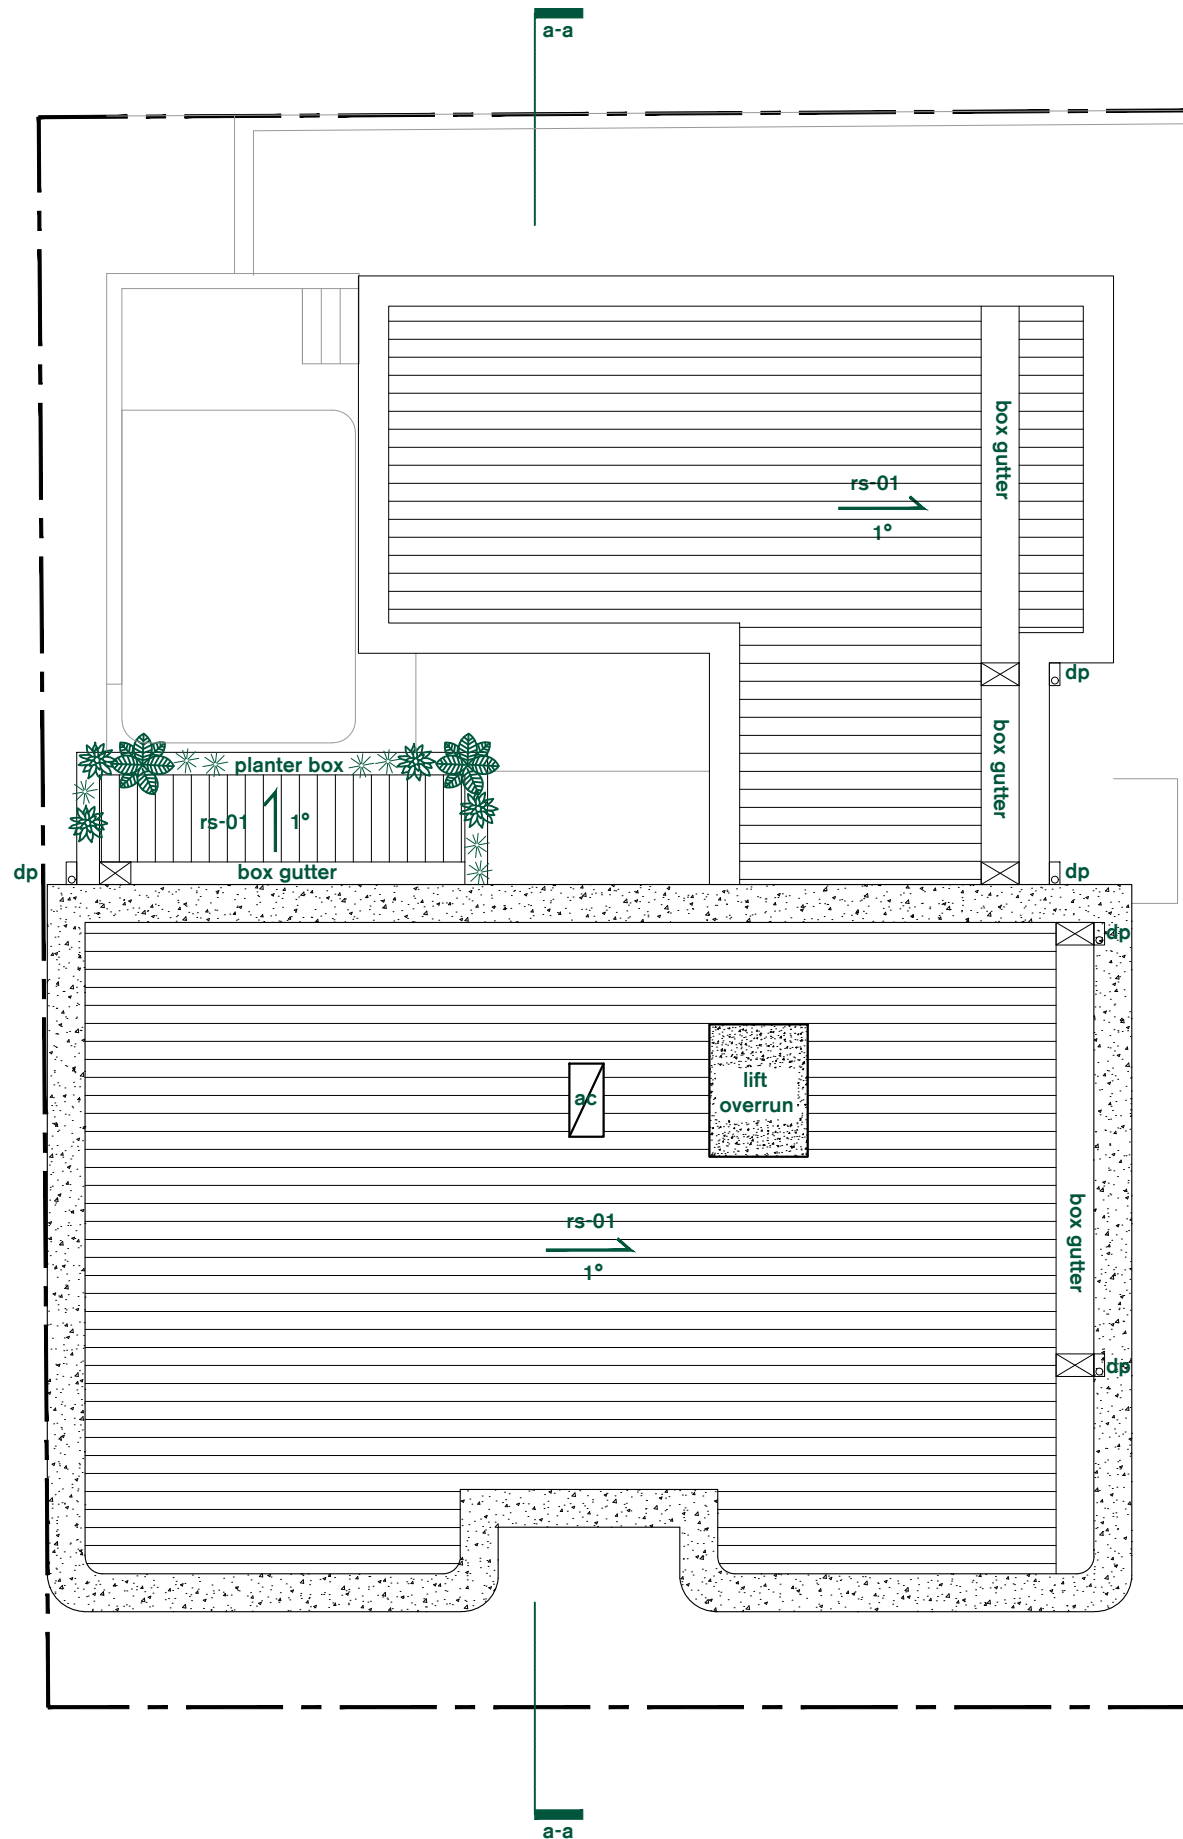 a-a
box gutter
rs-01
1°
dp
box gutter
planter box
rs-01 1°
dp
box gutter
dp
dp
ac
lift
overrun
rs-01
1°
box gutter
dp
a-a